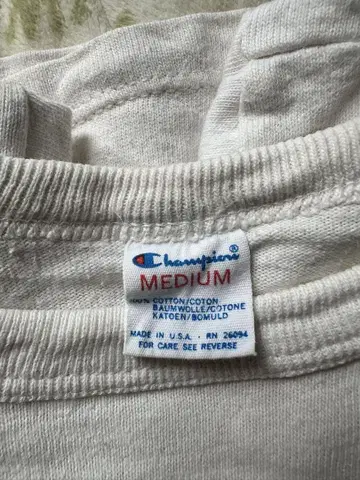 Champion®
MEDIUM
100% COTTON/COTON
BAUMWOLLE/COTONE
KATOEN/BOMULD
MADE IN U.S.A. · RN 26094
FOR CARE SEE REVERSE